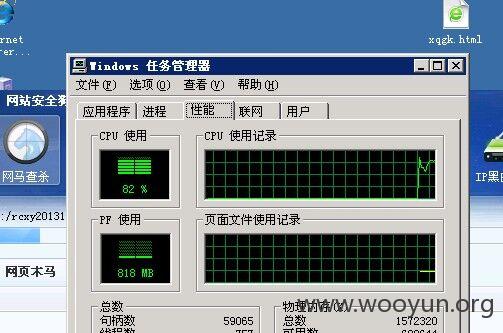 ernet
rer...
xqgk.html
Windows 任务管理器
文件(F) 选项(O) 查看(V) 帮助(H)
网站安全
应用程序 进程 性能 联网 用户
CPU 使用
CPU 使用记录
网马查杀
82 %
IP黑
:/rcxy20131
PF 使用
页面文件使用记录
网页木马
818 MB
总数
物理内存(K)
句柄数 59065
总数 1572320
线程数 757
可用数
www.wooyun.org